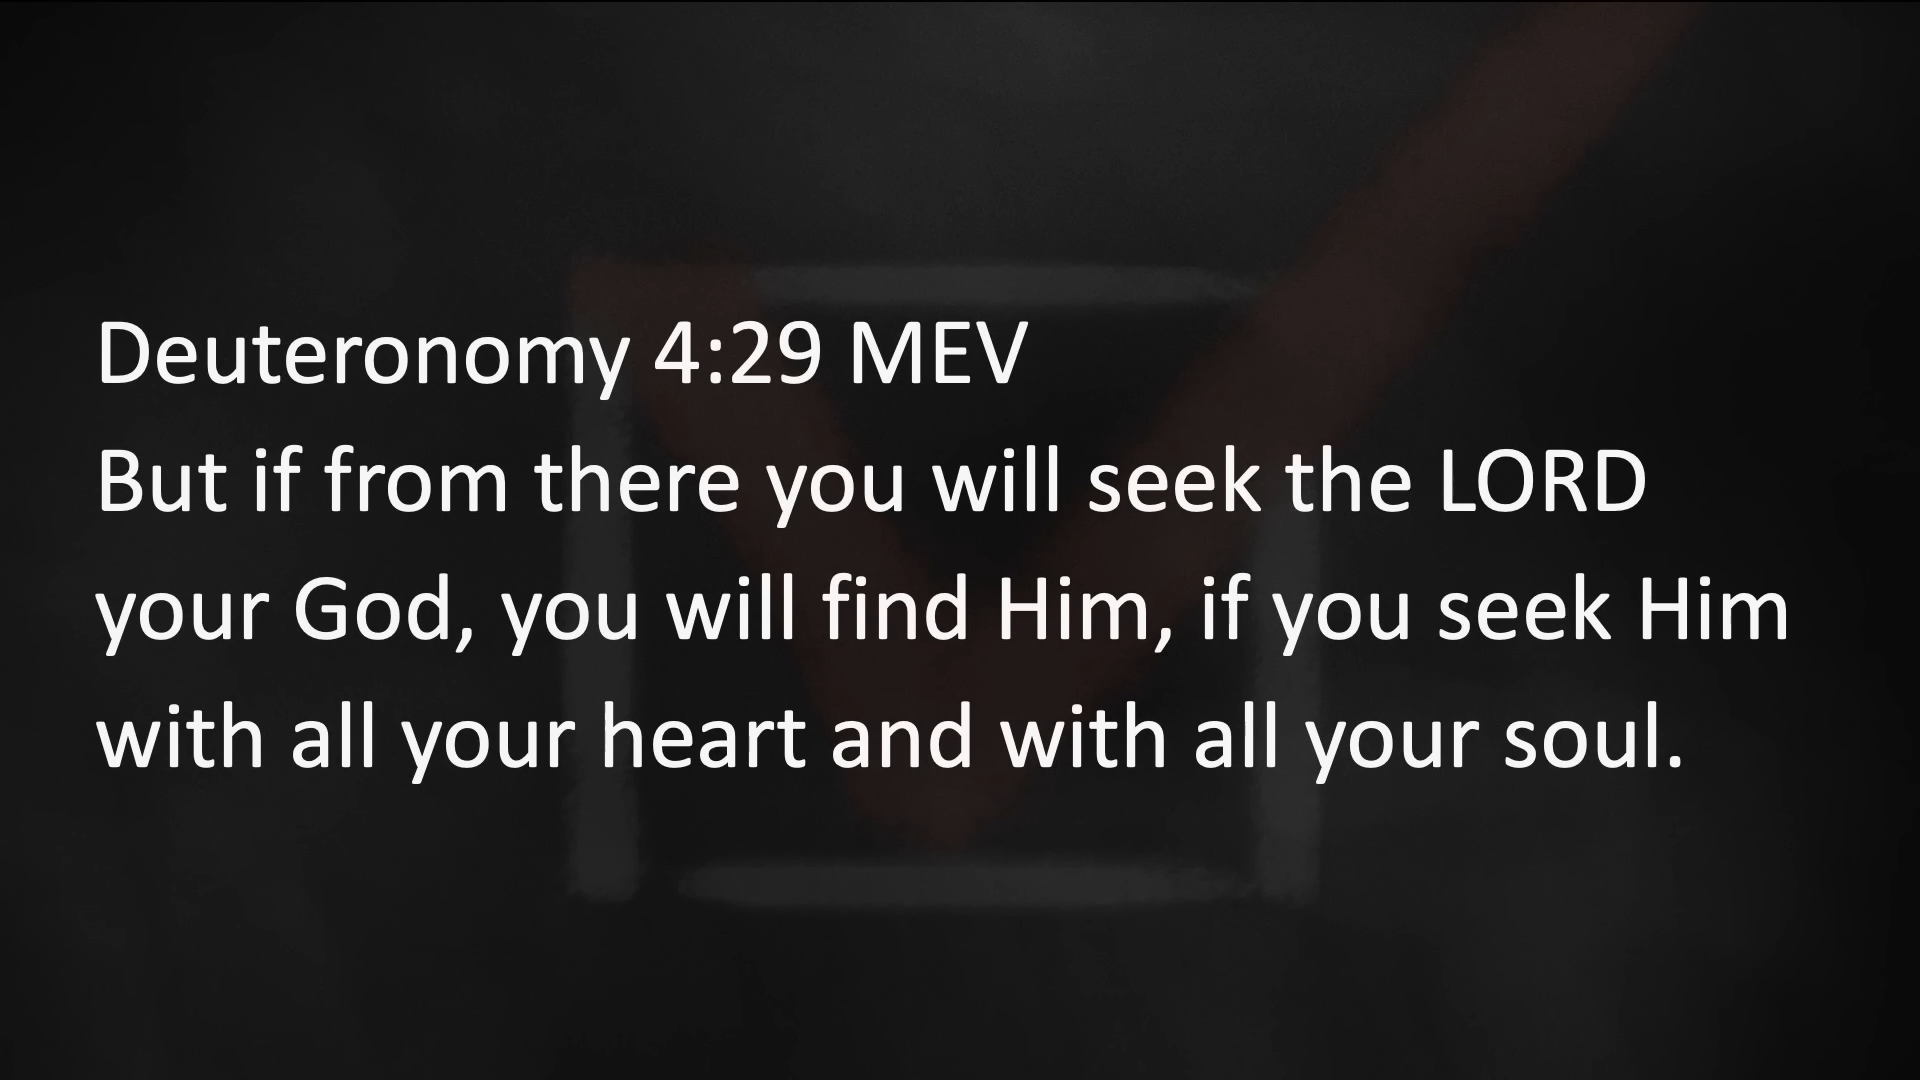 Deuteronomy 4:29 MEV
But if from there you will seek the LORD
your God, you will find Him, if you seek Him
with all your heart and with all your soul.